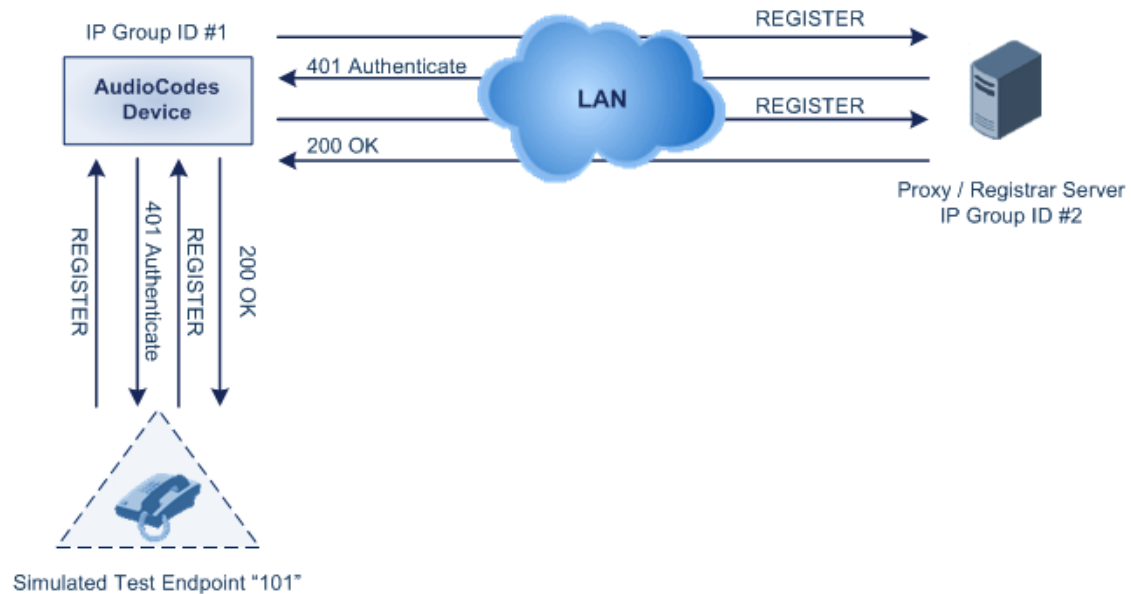 IP Group ID #1
REGISTER
401 Authenticate
AudioCodes
Device
LAN
REGISTER
200 OK
Proxy / Registrar Server
IP Group ID #2
REGISTER
401 Authenticate
REGISTER
200 OK
Simulated Test Endpoint "101"